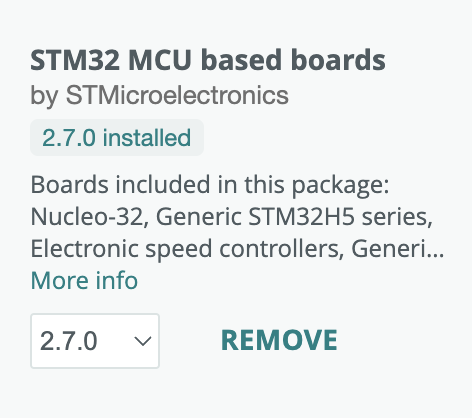 STM32 MCU based boards
by STMicroelectronics
2.7.0 installed
Boards included in this package:
Nucleo-32, Generic STM32H5 series,
Electronic speed controllers, Generi...
More info
2.7.0 REMOVE